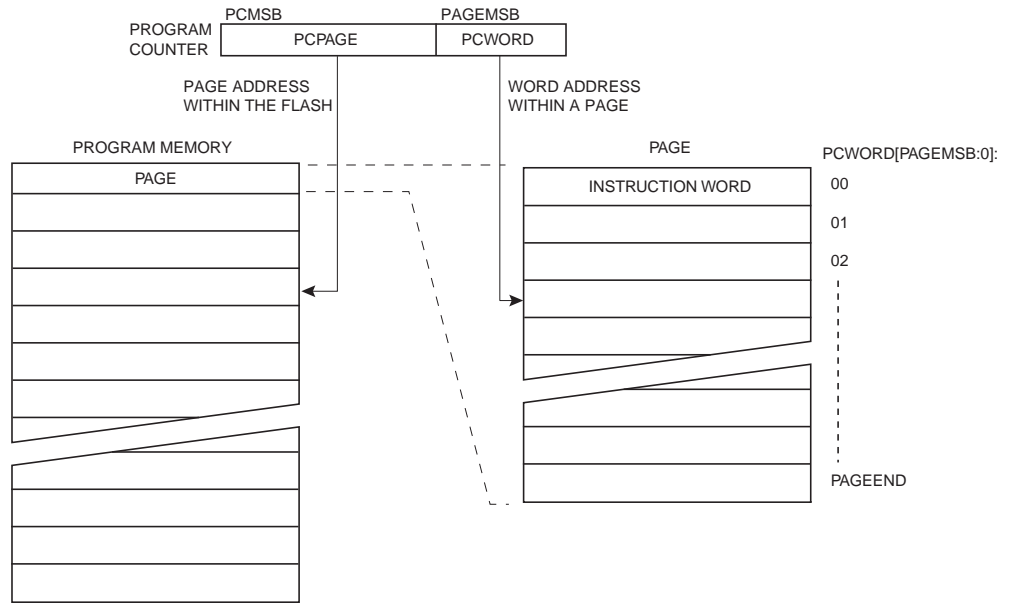 PCMSB
PAGEMSB
PROGRAM
COUNTER
PCPAGE
PCWORD
PAGE ADDRESS
WITHIN THE FLASH
WORD ADDRESS
WITHIN A PAGE
PROGRAM MEMORY
PAGE
PAGE
PCWORD[PAGEMSB:0]:
INSTRUCTION WORD
00
01
02
PAGEEND